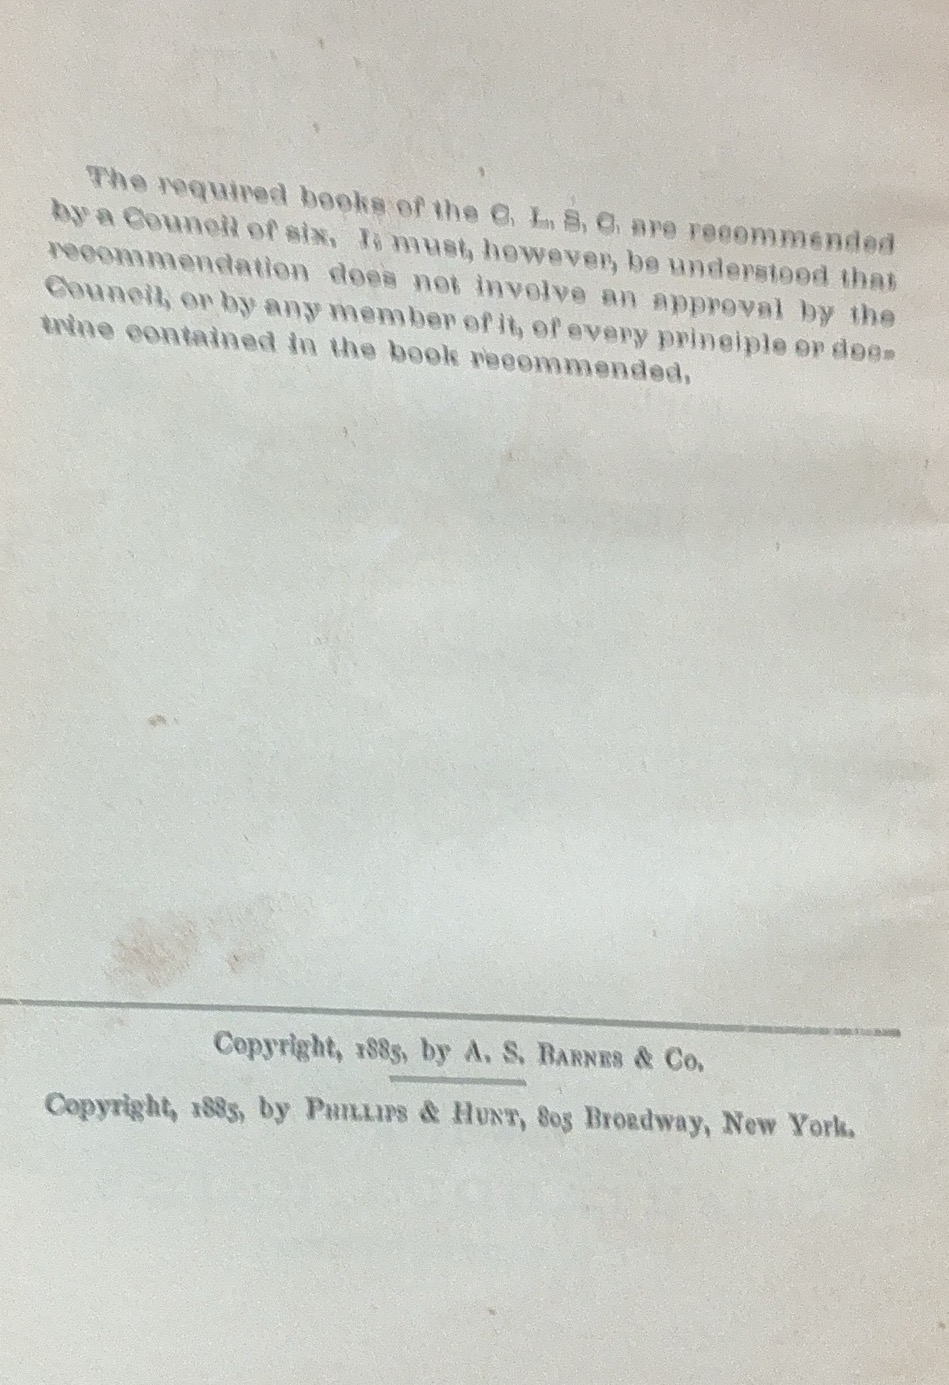 The required books of the C. L. S. C. are recommended
by a Council of six. It must, however, be understood that
recommendation does not involve an approval by the
Council, or by any member of it, of every principle or doc-
trine contained in the book recommended.
Copyright, 1885, by A. S. BARNES & Co.
Copyright, 1885, by PHILLIPS & HUNT, 805 Broadway, New York.